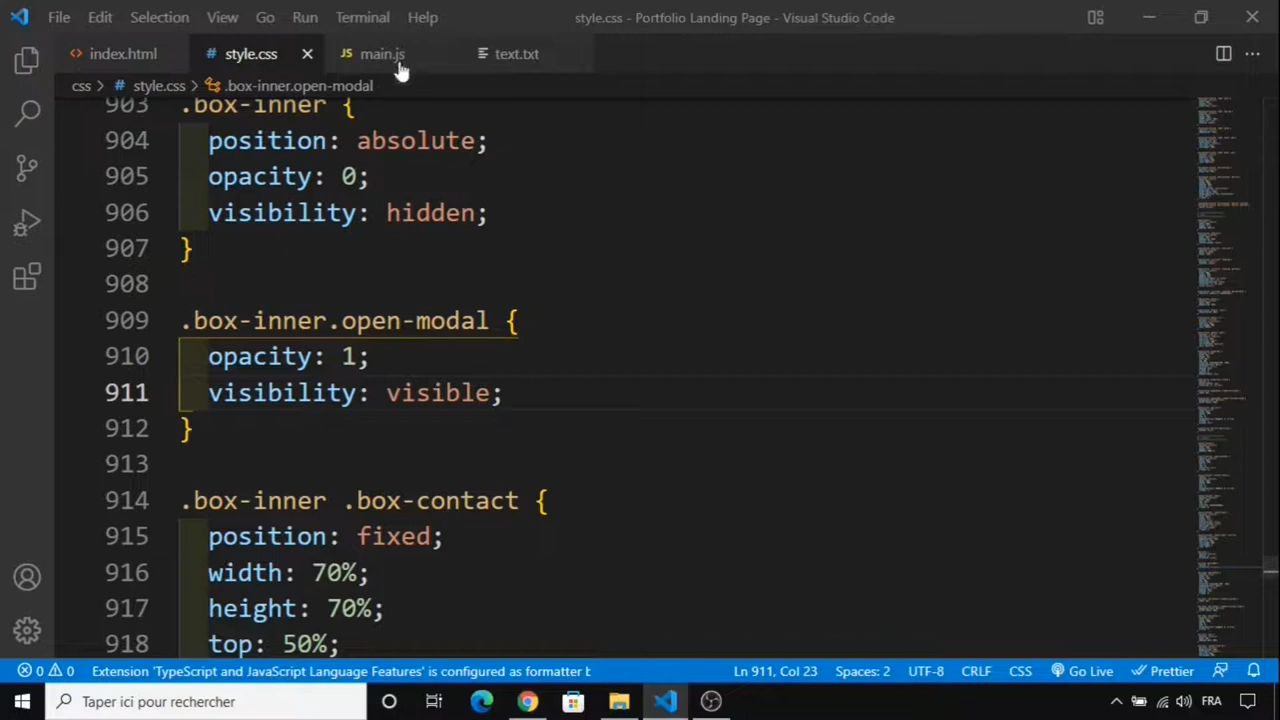 File Edit Selection View Go Run Terminal Help style.css - Portfolio Landing Page - Visual Studio Code
index.html # style.css JS main.js text.txt
css > # style.css > .box-inner.open-modal
903 .box-inner {
904 position: absolute;
905 opacity: 0;
906 visibility: hidden;
907 }
908
909 .box-inner.open-modal {
910 opacity: 1;
911 visibility: visible;
912 }
913
914 .box-inner .box-contact {
915 position: fixed;
916 width: 70%;
917 height: 70%;
918 top: 50%;
0 0 Extension 'TypeScript and JavaScript Language Features' is configured as formatter b Ln 911, Col 23 Spaces: 2 UTF-8 CRLF CSS Go Live Prettier
Taper ici pour rechercher FRA